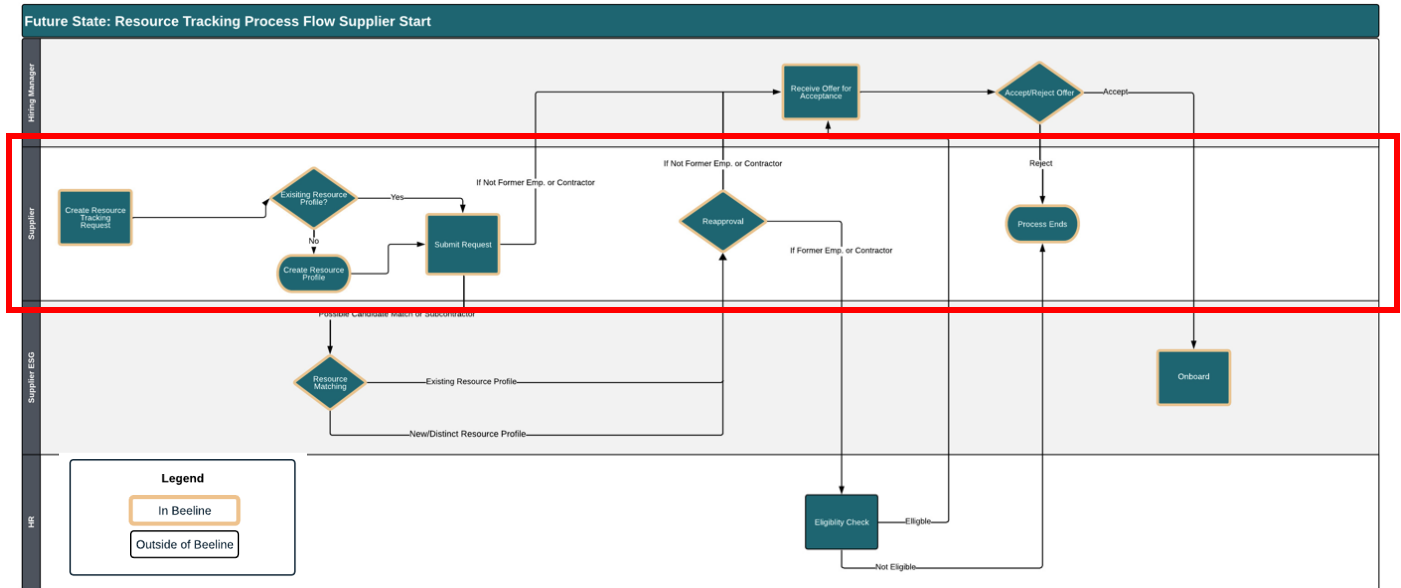 Future State: Resource Tracking Process Flow Supplier Start
Hiring Manager
Receive Offer for
Acceptance
Accept/Reject Offer
Accept
Supplier
Create Resource
Tracking
Request
Exisiting Resource
Profile?
Yes
No
Create Resource
Profile
Submit Request
If Not Former Emp. or Contractor
If Not Former Emp. or Contractor
Reapproval
If Former Emp. or Contractor
Reject
Process Ends
Supplier ESG
Possible Candidate Match or Subcontractor
Resource
Matching
Existing Resource Profile
New/Distinct Resource Profile
Onboard
HR
Legend
In Beeline
Outside of Beeline
Eligiblity Check
Elligble
Not Eligible